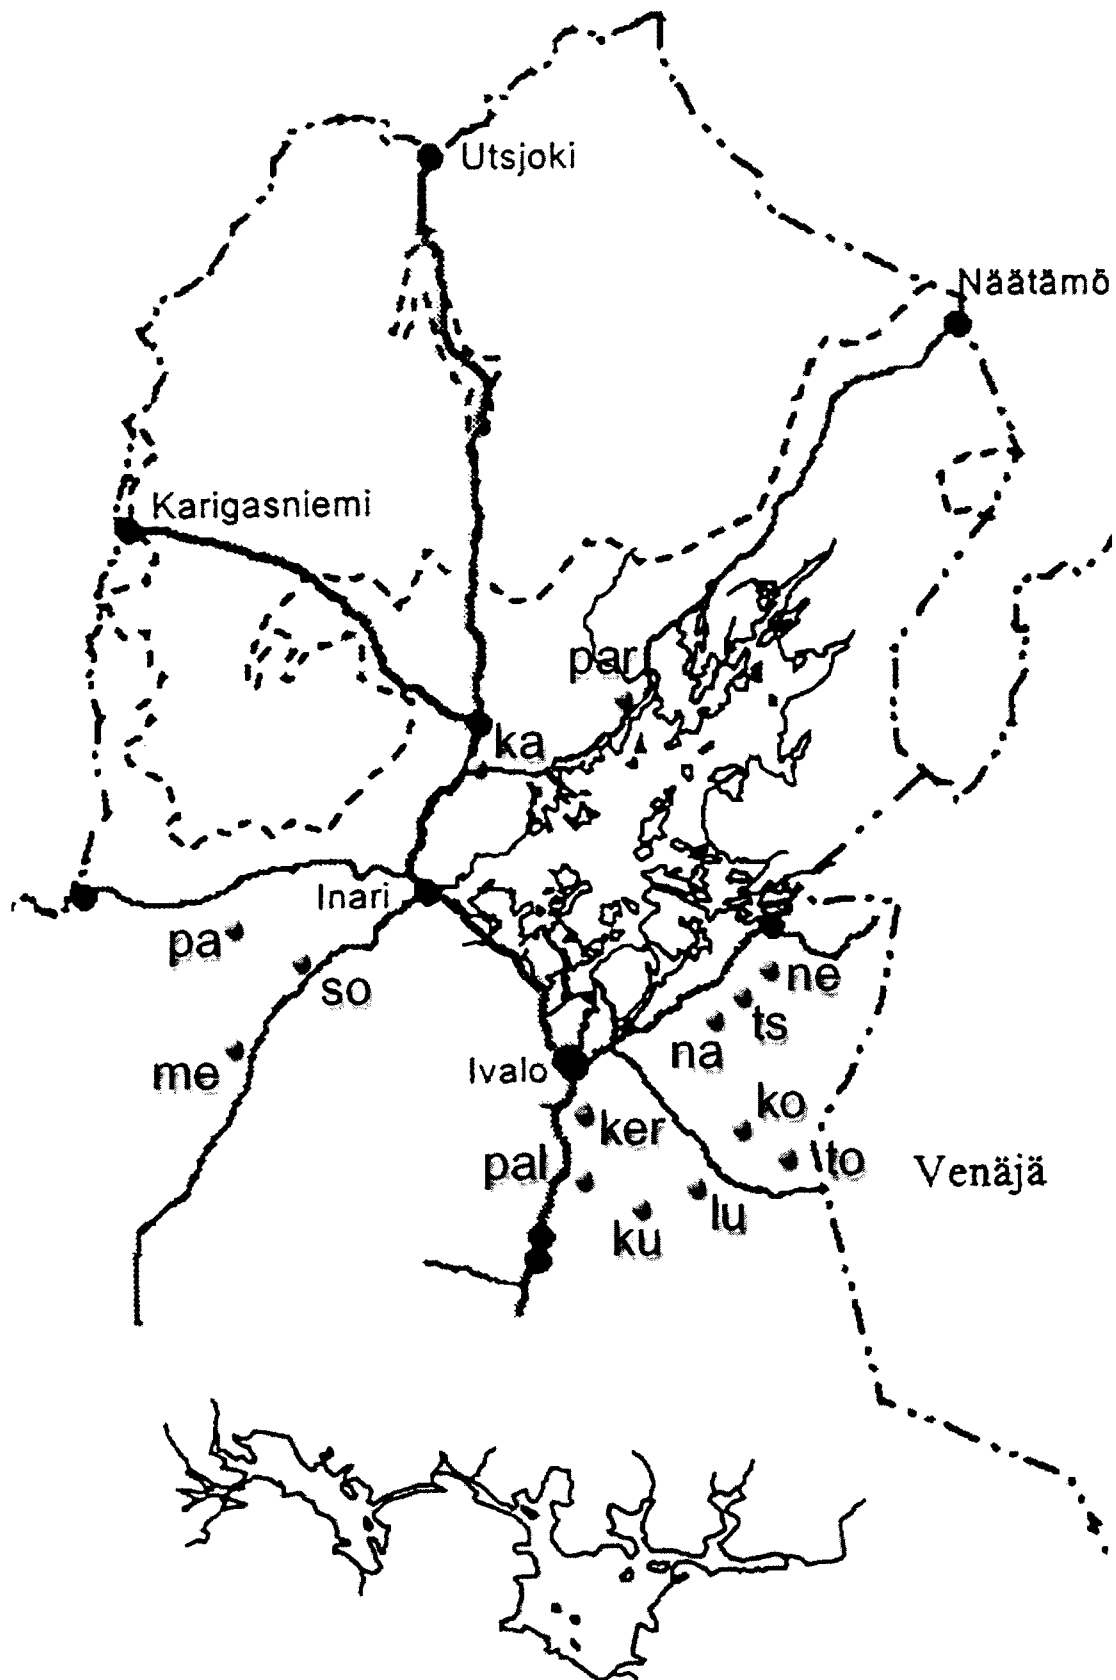 Utsjoki
Näätämö
Karigasniemi
par
ka
Inari
pa
so
ne
ts
na
me
Ivalo
ko
ker
to
pal
Venäjä
lu
ku